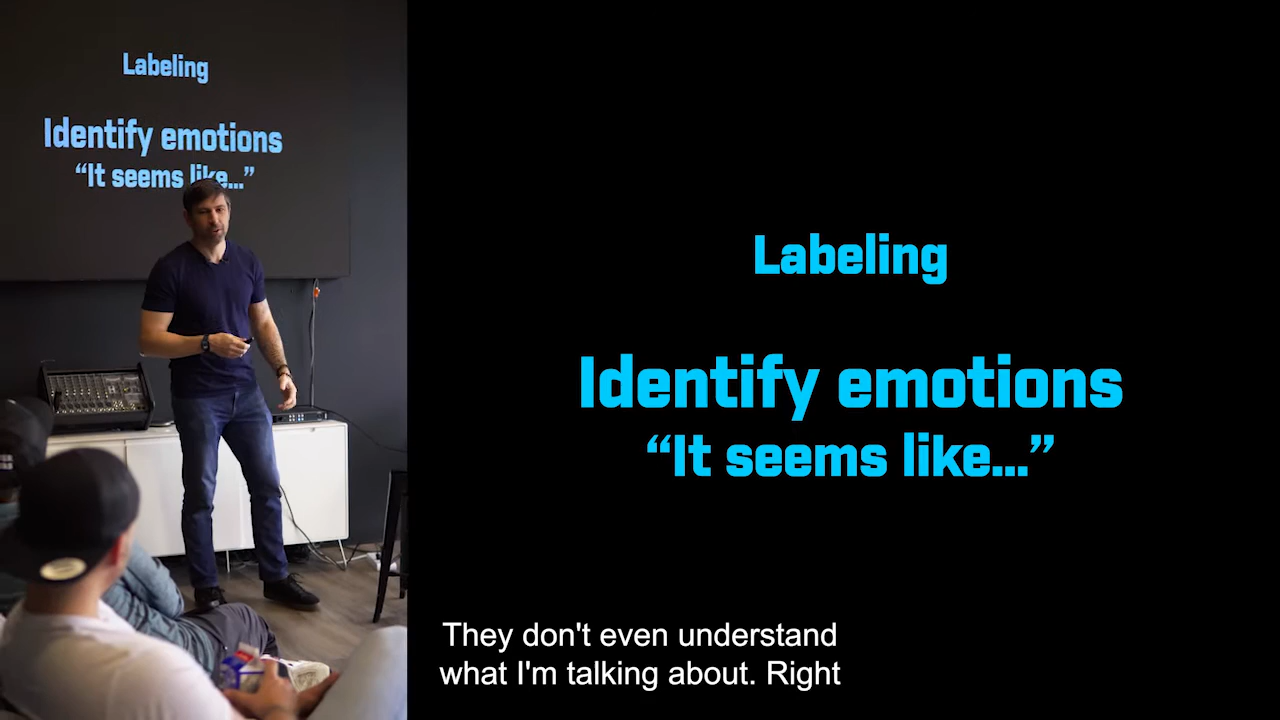 Labeling
Identify emotions
“It seems like...”
Labeling
Identify emotions
“It seems like...”
They don't even understand
what I'm talking about. Right